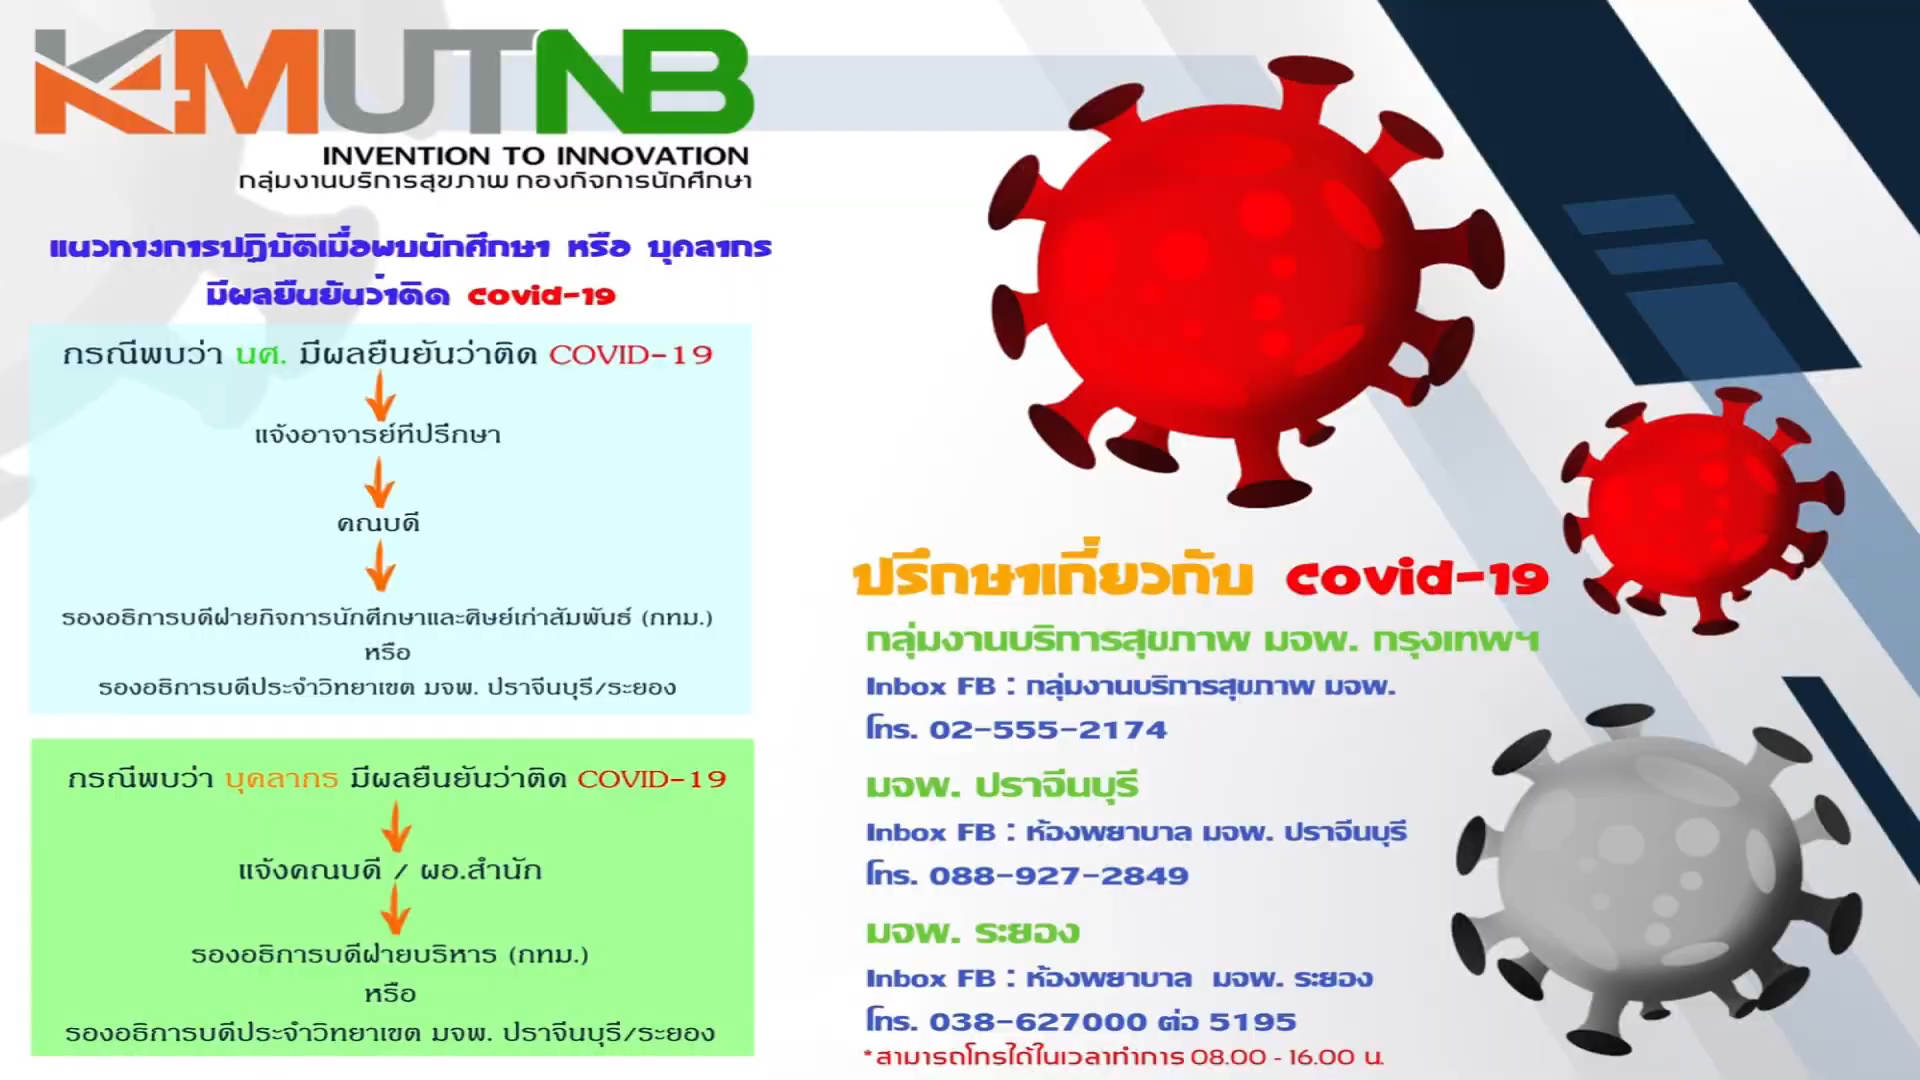 KMUTNB
INVENTION TO INNOVATION
กลุ่มงานบริการสุขภาพ กองกิจการนักศึกษา
แนวทางการปฏิบัติเมื่อพบนักศึกษา หรือ บุคลากร
มีผลยืนยันว่าติด covid-19
กรณีพบว่า นศ. มีผลยืนยันว่าติด COVID-19
แจ้งอาจารย์ที่ปรึกษา
คณบดี
รองอธิการบดีฝ่ายกิจการนักศึกษาและศิษย์เก่าสัมพันธ์ (กทม.)
หรือ
รองอธิการบดีประจำวิทยาเขต มจพ. ปราจีนบุรี/ระยอง
กรณีพบว่า บุคลากร มีผลยืนยันว่าติด COVID-19
แจ้งคณบดี / ผอ.สำนัก
รองอธิการบดีฝ่ายบริหาร (กทม.)
หรือ
รองอธิการบดีประจำวิทยาเขต มจพ. ปราจีนบุรี/ระยอง
ปรึกษาเกี่ยวกับ covid-19
กลุ่มงานบริการสุขภาพ มจพ. กรุงเทพฯ
Inbox FB : กลุ่มงานบริการสุขภาพ มจพ.
โทร. 02-555-2174
มจพ. ปราจีนบุรี
Inbox FB : ห้องพยาบาล มจพ. ปราจีนบุรี
โทร. 088-927-2849
มจพ. ระยอง
Inbox FB : ห้องพยาบาล มจพ. ระยอง
โทร. 038-627000 ต่อ 5195
*สามารถโทรได้ในเวลาทำการ 08.00 - 16.00 น.